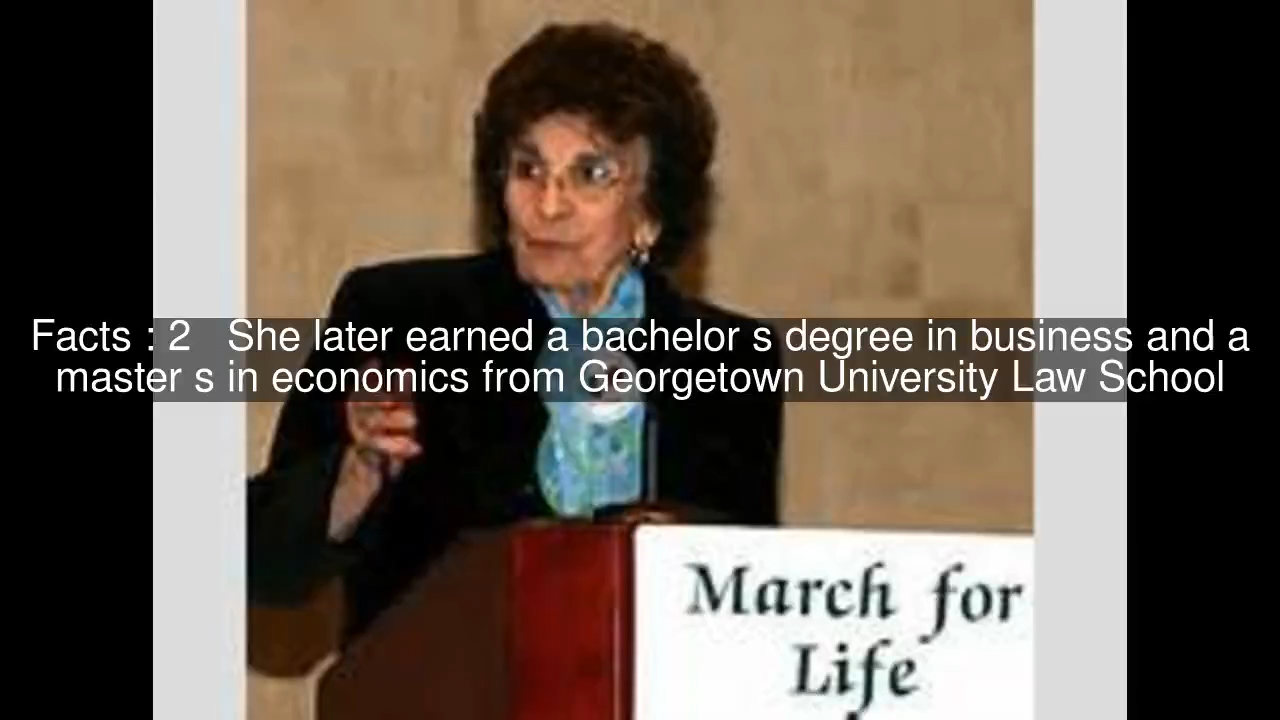 Facts : 2   She later earned a bachelor s degree in business and a
master s in economics from Georgetown University Law School
March for
Life